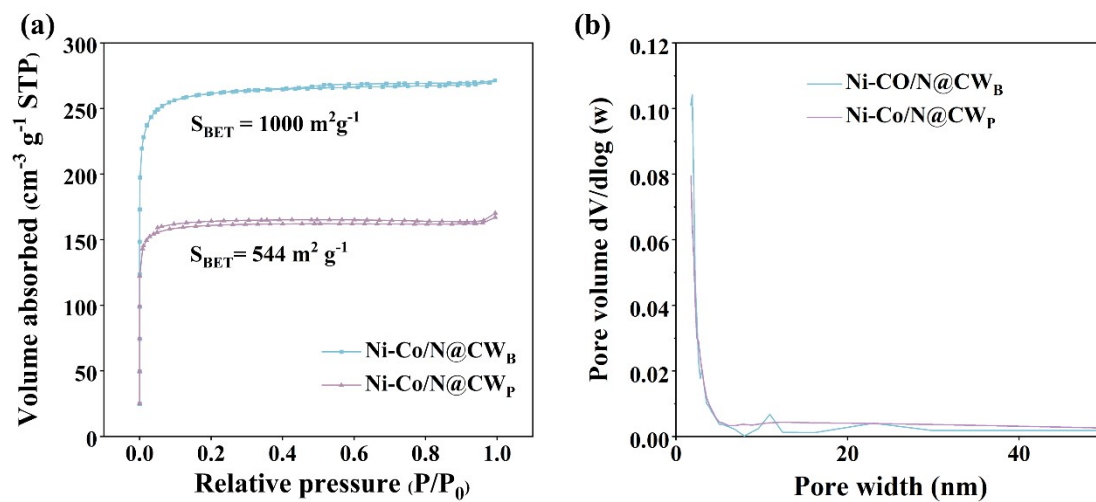 (a)
Volume absorbed (cm⁻³ g⁻¹ STP)
300
250
200
150
100
50
0
S_BET = 1000 m²g⁻¹
S_BET= 544 m² g⁻¹
Ni-Co/N@CW_B
Ni-Co/N@CW_P
0.0 0.2 0.4 0.6 0.8 1.0
Relative pressure (P/P₀)
(b)
Pore volume dV/dlog (w)
0.12
0.10
0.08
0.06
0.04
0.02
0.00
Ni-CO/N@CW_B
Ni-Co/N@CW_P
0 20 40
Pore width (nm)